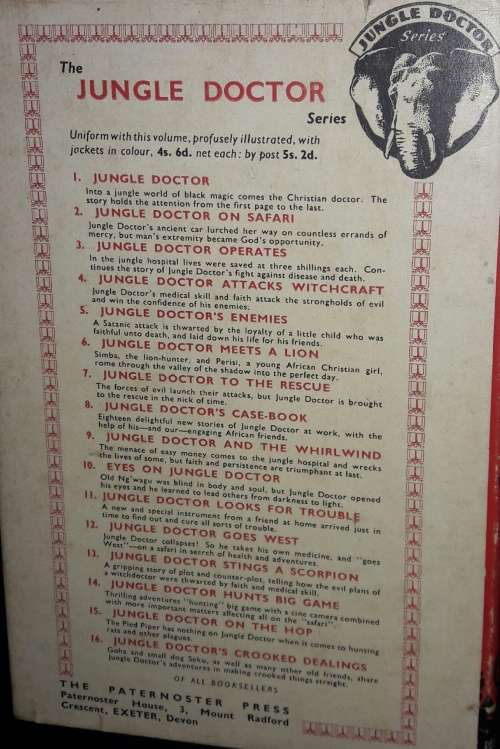 JUNGLE DOCTOR
Series
The
JUNGLE DOCTOR
Series
Uniform with this volume, profusely illustrated, with
jackets in colour, 4s. 6d. net each: by post 5s. 2d.
1. JUNGLE DOCTOR
Into a jungle world of black magic comes the Christian doctor. The
story holds the attention from the first page to the last.
2. JUNGLE DOCTOR ON SAFARI
Jungle Doctor's ancient car lurched her way on countless errands of
mercy, but man's extremity became God's opportunity.
3. JUNGLE DOCTOR OPERATES
In the jungle hospital lives were saved at three shillings each. Con-
tinues the story of Jungle Doctor's fight against disease and death.
4. JUNGLE DOCTOR ATTACKS WITCHCRAFT
Jungle Doctor's medical skill and faith attack the strongholds of evil
and win the confidence of his enemies.
5. JUNGLE DOCTOR'S ENEMIES
A Satanic attack is thwarted by the loyalty of a little child who was
faithful unto death, and laid down his life for his friends.
6. JUNGLE DOCTOR MEETS A LION
Simba, the lion-hunter, and Perisi, a young African Christian girl,
rome through the valley of the shadow into the perfect day.
7. JUNGLE DOCTOR TO THE RESCUE
The forces of evil launch their attacks, but Jungle Doctor is brought
to the rescue in the nick of time.
8. JUNGLE DOCTOR'S CASE-BOOK
Eighteen delightful new stories of Jungle Doctor at work, with the
help of his—and our—engaging African friends.
9. JUNGLE DOCTOR AND THE WHIRLWIND
The menace of easy money comes to the jungle hospital and wrecks
the lives of some, but faith and persistence are triumphant at last.
10. EYES ON JUNGLE DOCTOR
Old Ng'wagu was blind in body and soul, but Jungle Doctor opened
his eyes and he learned to lead others from darkness to light.
11. JUNGLE DOCTOR LOOKS FOR TROUBLE
A new and special instrument from a friend at home arrived just in
time to find out and cure all sorts of trouble.
12. JUNGLE DOCTOR GOES WEST
Jungle Doctor collapses! So he takes his own medicine, and "goes
West"—on a safari in search of health and adventures.
13. JUNGLE DOCTOR STINGS A SCORPION
A gripping story of plot and counter-plot, telling how the evil plans of
a witchdoctor were thwarted by faith and medical skill.
14. JUNGLE DOCTOR HUNTS BIG GAME
Thrilling adventures "hunting" big game with a cine camera combined
with more important matters affecting all on the "safari".
15. JUNGLE DOCTOR ON THE HOP
The Pied Piper has nothing on Jungle Doctor when it comes to hunting
rats and other plagues.
16. JUNGLE DOCTOR'S CROOKED DEALINGS
Goha and small dog Seko, as well as many other old friends, share
Jungle Doctor's adventures in making crooked things straight.
OF ALL BOOKSELLERS
THE PATERNOSTER PRESS
Paternoster House, 3, Mount Radford
Crescent, EXETER, Devon